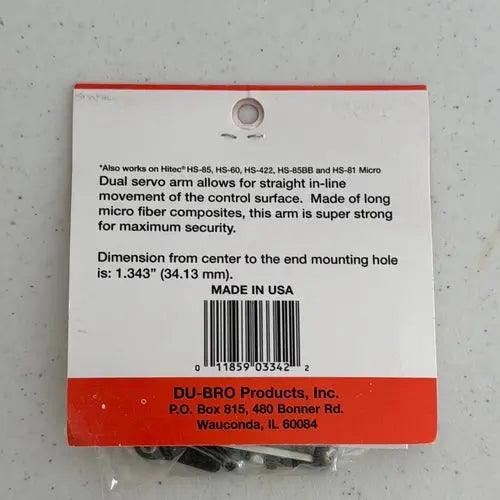 *Also works on Hitec® HS-85, HS-60, HS-422, HS-85BB and HS-81 Micro
Dual servo arm allows for straight in-line
movement of the control surface. Made of long
micro fiber composites, this arm is super strong
for maximum security.
Dimension from center to the end mounting hole
is: 1.343” (34.13 mm).
MADE IN USA
0 11859 03342 2
DU-BRO Products, Inc.
P.O. Box 815, 480 Bonner Rd.
Wauconda, IL 60084